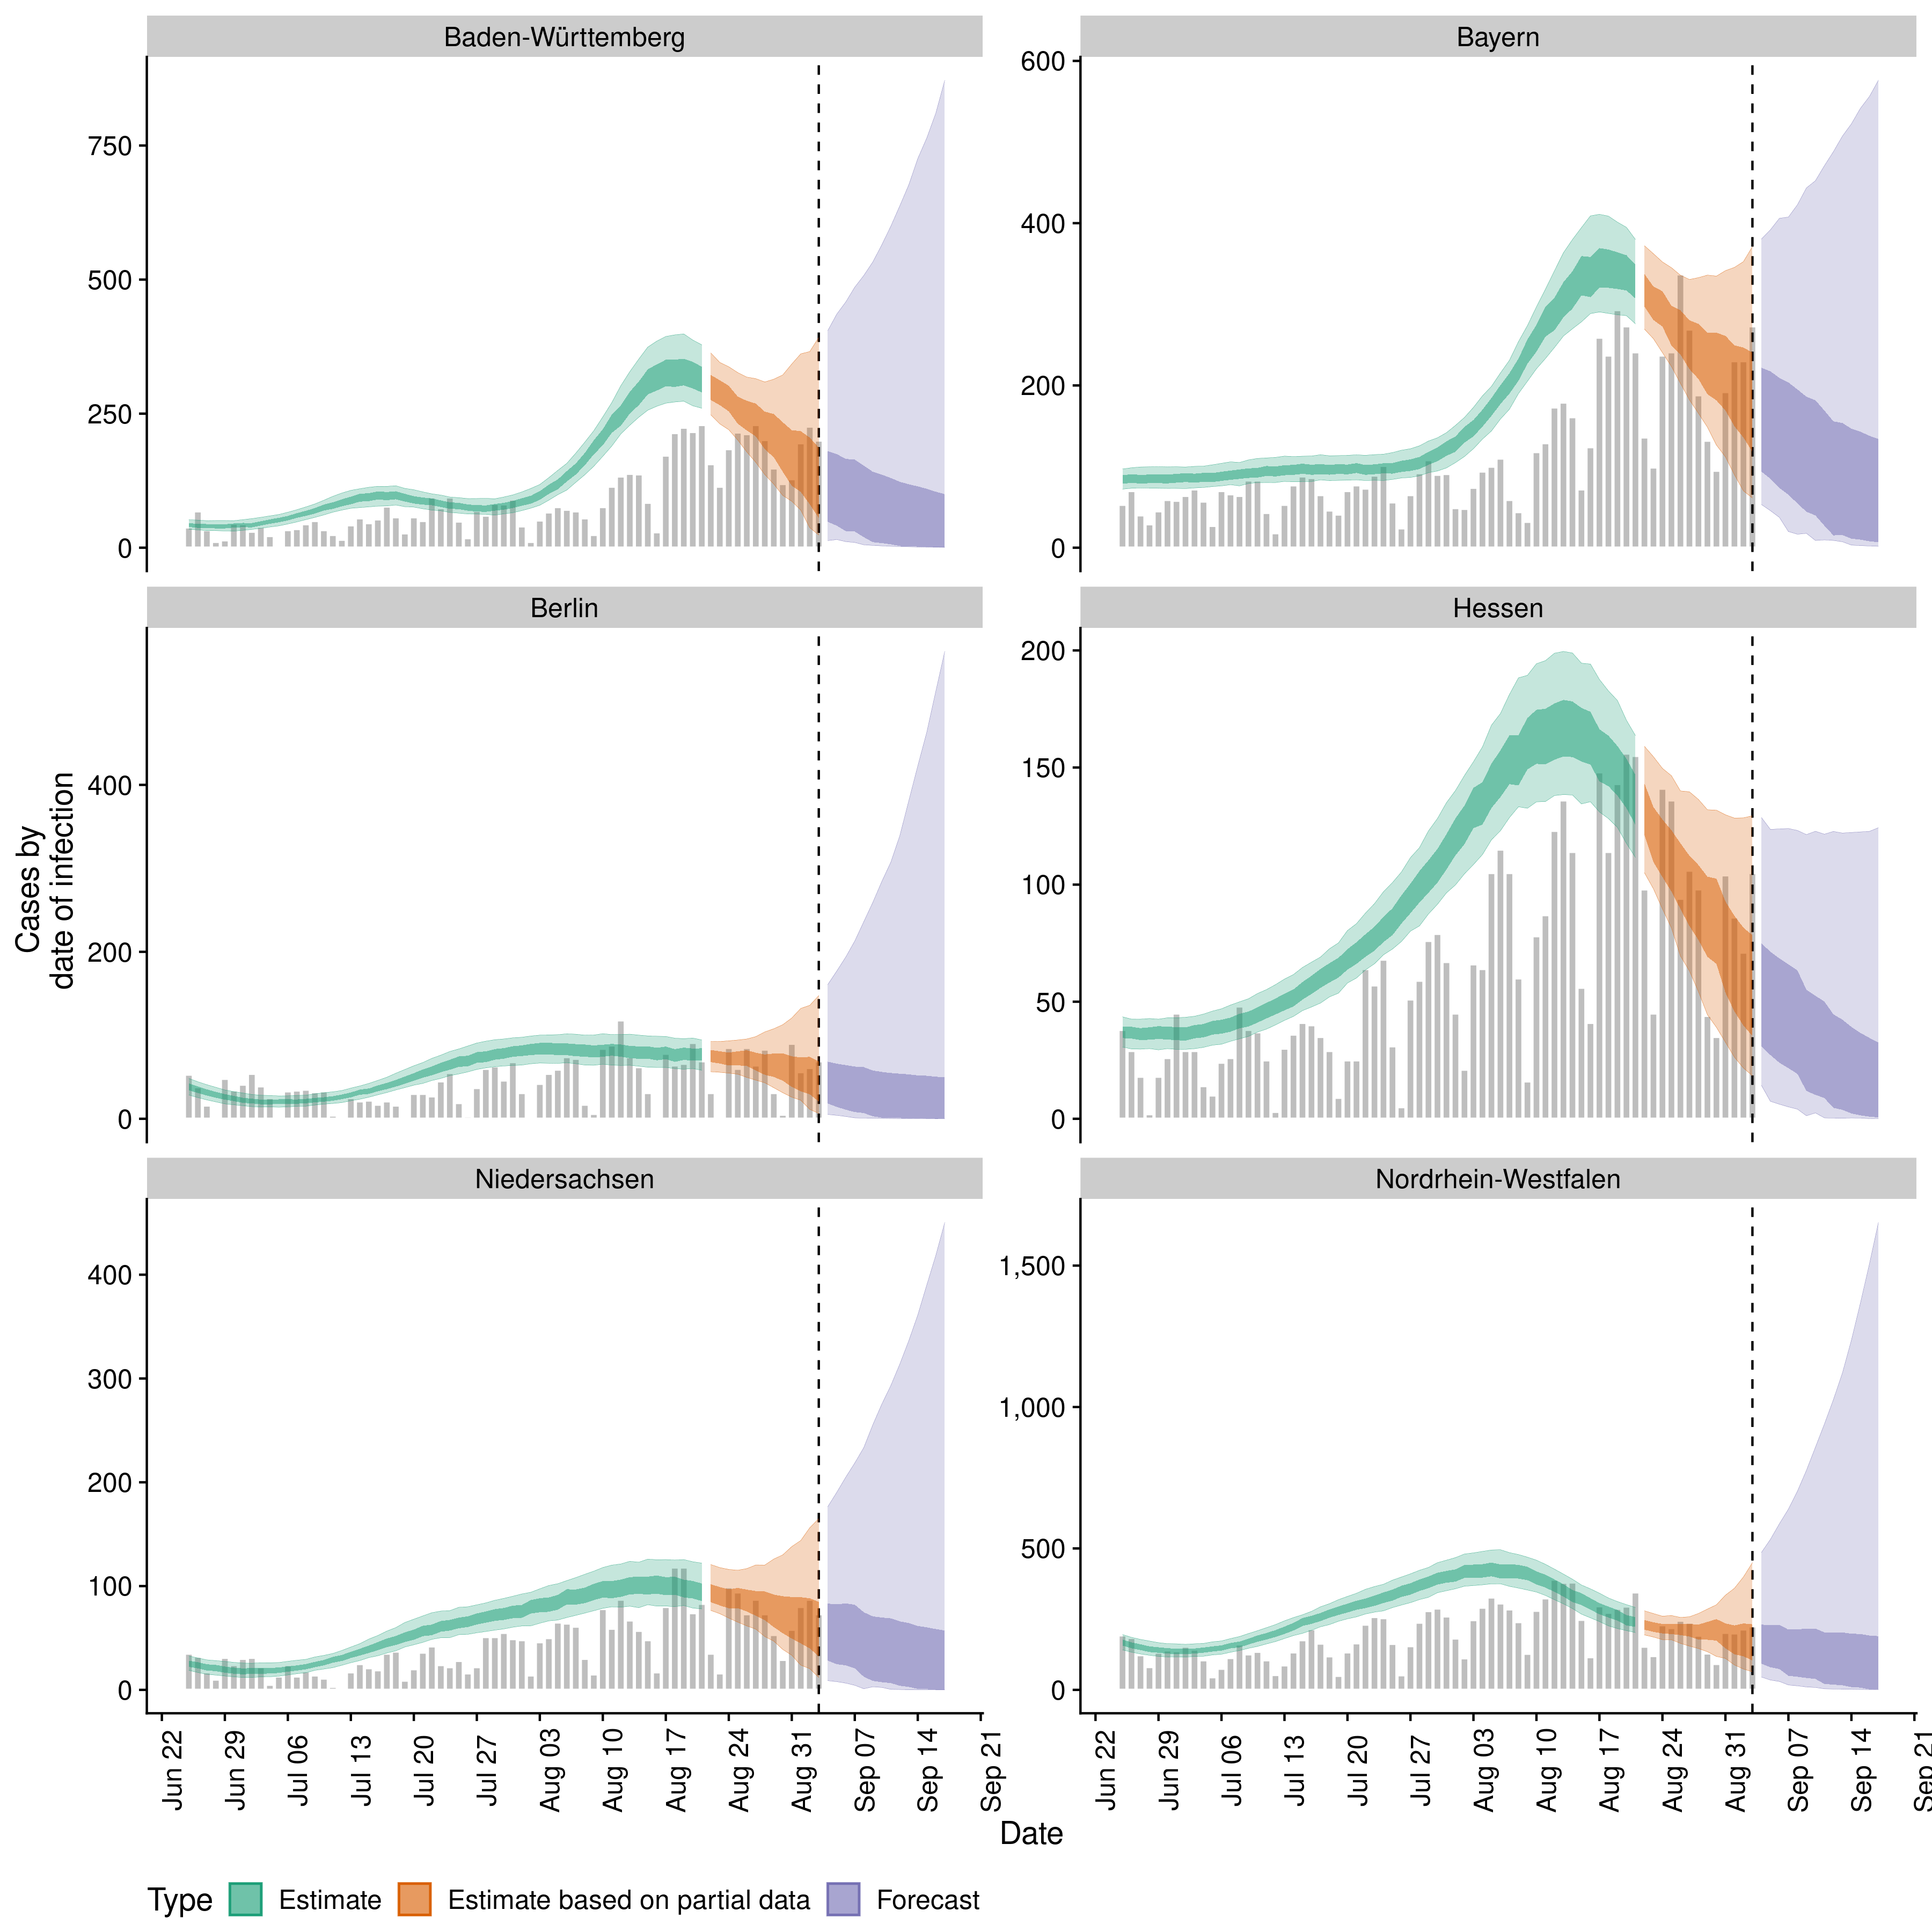 Baden-Württemberg
Bayern
750
500
250
0
600
400
200
0
Berlin
Hessen
400
200
0
200
150
100
50
0
Niedersachsen
Nordrhein-Westfalen
400
300
200
100
0
1,500
1,000
500
0
Cases by
date of infection
Jun 22
Jun 29
Jul 06
Jul 13
Jul 20
Jul 27
Aug 03
Aug 10
Aug 17
Aug 24
Aug 31
Sep 07
Sep 14
Sep 21
Jun 22
Jun 29
Jul 06
Jul 13
Jul 20
Jul 27
Aug 03
Aug 10
Aug 17
Aug 24
Aug 31
Sep 07
Sep 14
Sep 21
Date
Type Estimate Estimate based on partial data Forecast